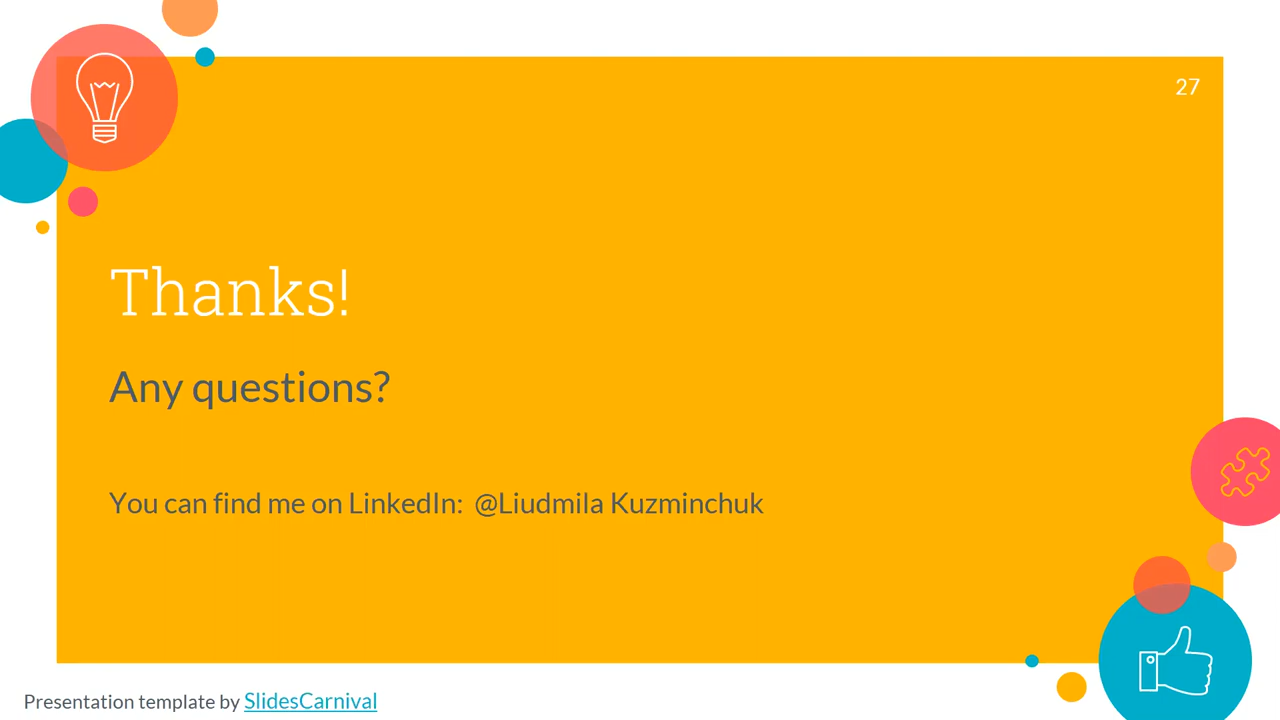 27
Thanks!
Any questions?
You can find me on LinkedIn: @Liudmila Kuzminchuk
Presentation template by SlidesCarnival